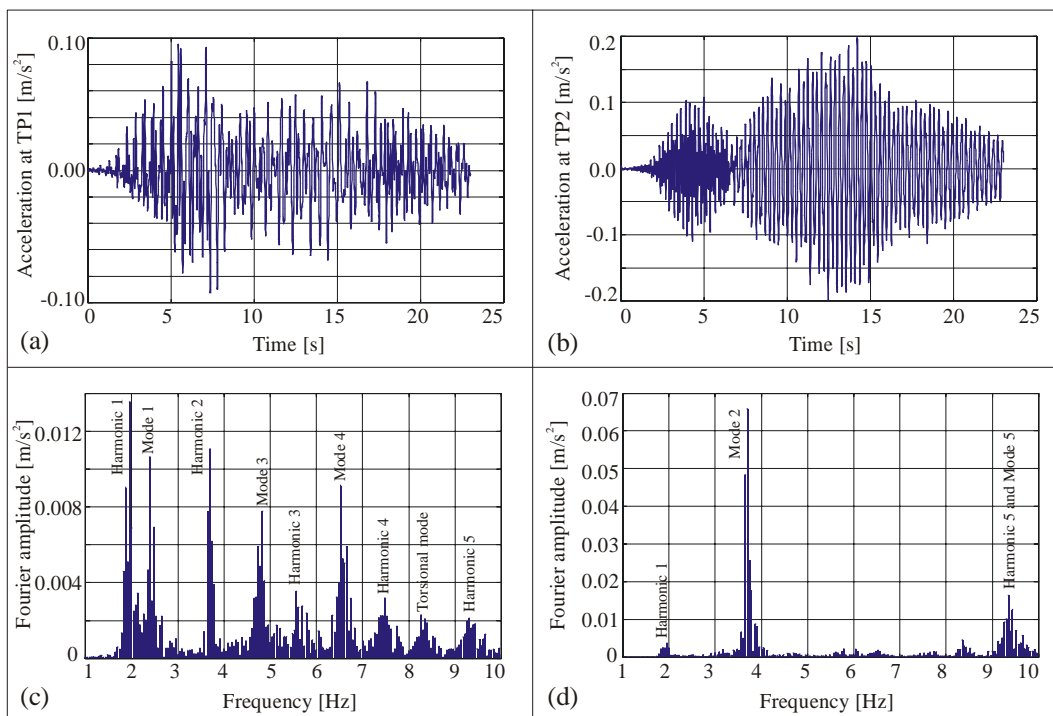 Acceleration at TP1 [m/s²]
0.10
0.00
-0.10
0 5 10 15 20 25
(a)
Time [s]
Acceleration at TP2 [m/s²]
0.2
0.1
0.0
-0.1
-0.2
0 5 10 15 20 25
(b)
Time [s]
Fourier amplitude [m/s²]
0.012
0.008
0.004
0
Harmonic 1
Mode 1
Harmonic 2
Mode 3
Harmonic 3
Mode 4
Harmonic 4
Torsional mode
Harmonic 5
1 2 3 4 5 6 7 8 9 10
(c)
Frequency [Hz]
Fourier amplitude [m/s²]
0.07
0.06
0.05
0.04
0.03
0.02
0.01
0.00
Harmonic 1
Mode 2
Harmonic 5 and Mode 5
1 2 3 4 5 6 7 8 9 10
(d)
Frequency [Hz]